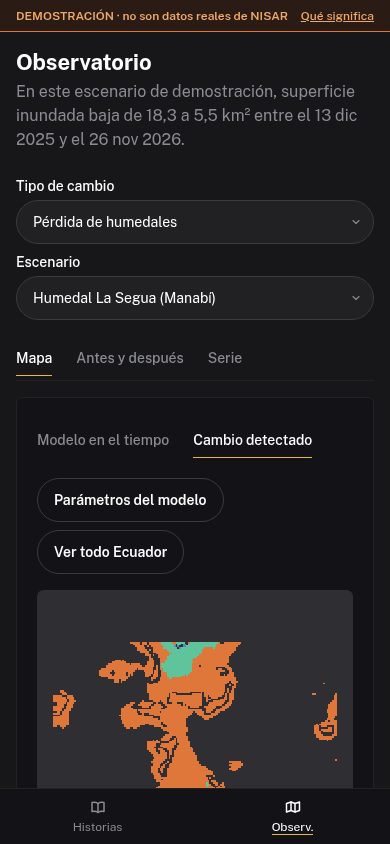 DEMOSTRACIÓN · no son datos reales de NISAR Qué significa
Observatorio
En este escenario de demostración, superficie
inundada baja de 18,3 a 5,5 km² entre el 13 dic
2025 y el 26 nov 2026.
Tipo de cambio
Pérdida de humedales
Escenario
Humedal La Segua (Manabí)
Mapa Antes y después Serie
Modelo en el tiempo Cambio detectado
Parámetros del modelo
Ver todo Ecuador
Historias Observ.